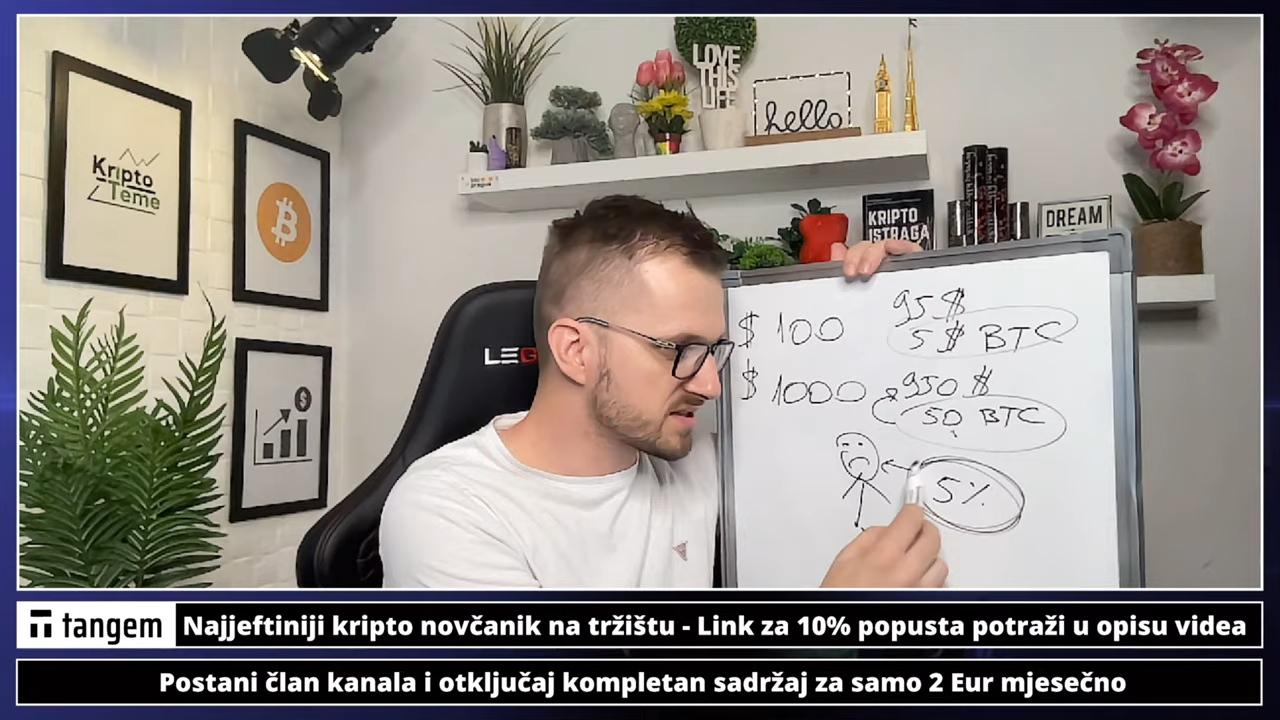 Kripto
Teme
LOVE
THIS
LIFE
hello
KRIPTO
ISTRAGA
DREAM
LEG
$ 100
95 $
5 $ BTC
$ 1000
950 $
50 BTC
5%
tangem
Najjeftiniji kripto novčanik na tržištu - Link za 10% popusta potraži u opisu videa
Postani član kanala i otključaj kompletan sadržaj za samo 2 Eur mjesečno